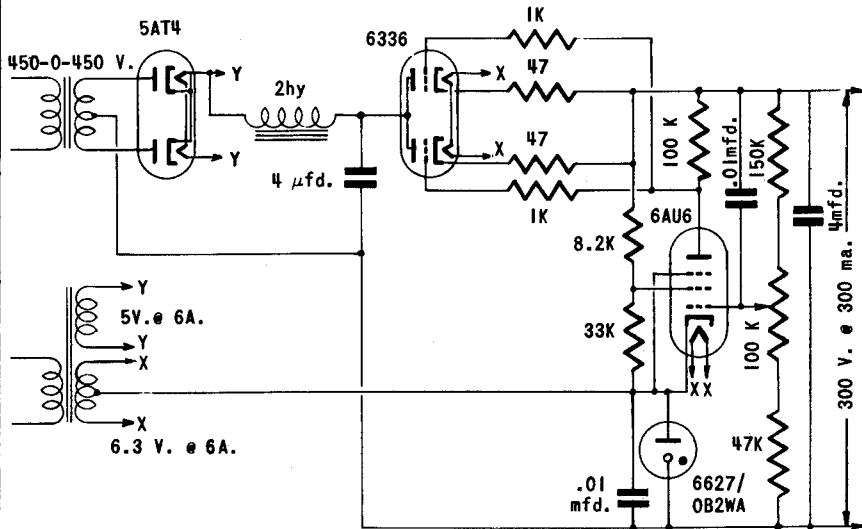 5AT4
450-0-450 V.
Y
Y
2hy
4 μfd.
6336
X
X
1K
47
47
1K
8.2K
33K
100 K
6AU6
.01mfd.
150K
100 K
47K
4mfd.
300 V. @ 300 ma.
Y
5V. @ 6A.
Y
X
X
6.3 V. @ 6A.
XX
.01
mfd.
6627/
OB2WA